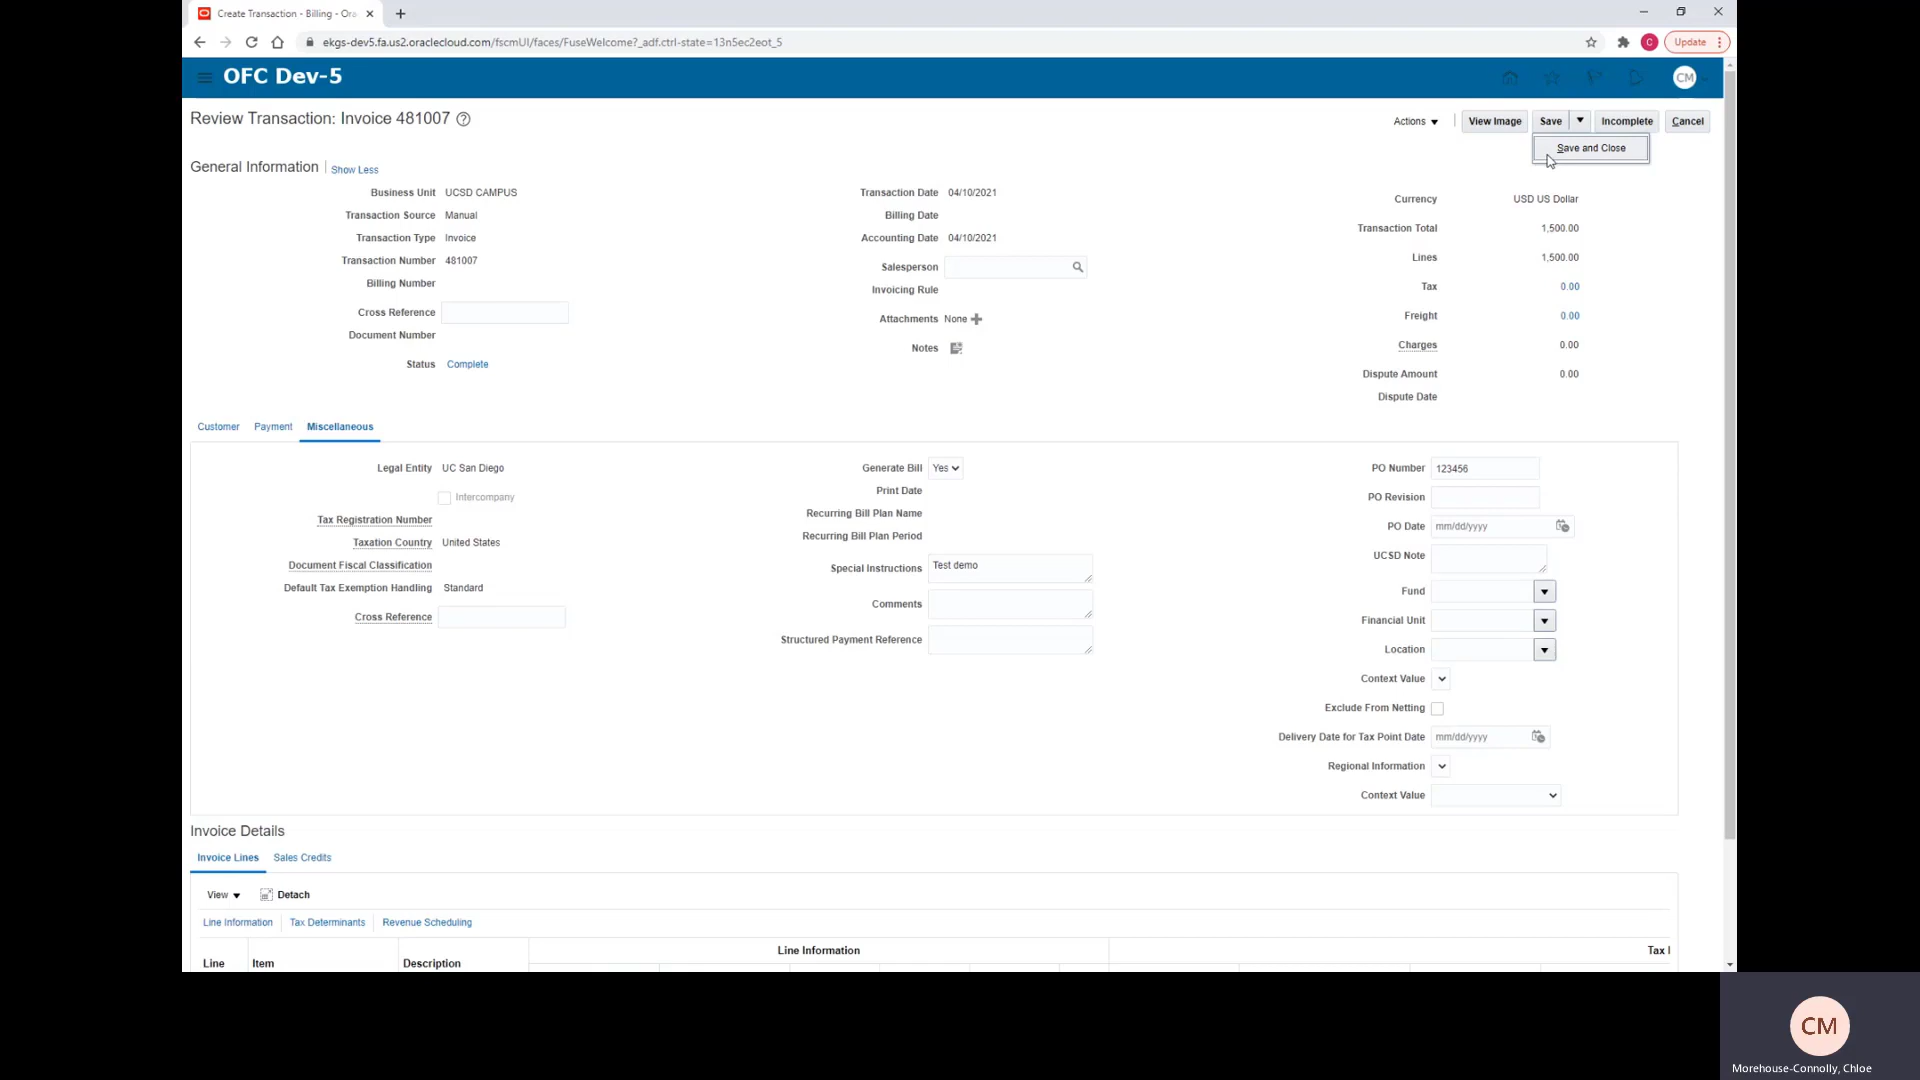 Create Transaction - Billing - Ora
ekgs-dev5.fa.us2.oraclecloud.com/fscmUI/faces/FuseWelcome?_adf.ctrl-state=13n5ec2eot_5
C
Update
OFC Dev-5
CM
Review Transaction: Invoice 481007 ?
Actions
View Image
Save
Incomplete
Cancel
Save and Close
General Information
Show Less
Business Unit UCSD CAMPUS
Transaction Source Manual
Transaction Type Invoice
Transaction Number 481007
Billing Number
Cross Reference
Document Number
Status Complete
Transaction Date 04/10/2021
Billing Date
Accounting Date 04/10/2021
Salesperson
Invoicing Rule
Attachments None
Notes
Currency USD US Dollar
Transaction Total 1,500.00
Lines 1,500.00
Tax 0.00
Freight 0.00
Charges 0.00
Dispute Amount 0.00
Dispute Date
Customer Payment Miscellaneous
Legal Entity UC San Diego
Intercompany
Tax Registration Number
Taxation Country United States
Document Fiscal Classification
Default Tax Exemption Handling Standard
Cross Reference
Generate Bill Yes
Print Date
Recurring Bill Plan Name
Recurring Bill Plan Period
Special Instructions Test demo
Comments
Structured Payment Reference
PO Number 123456
PO Revision
PO Date mm/dd/yyyy
UCSD Note
Fund
Financial Unit
Location
Context Value
Exclude From Netting
Delivery Date for Tax Point Date mm/dd/yyyy
Regional Information
Context Value
Invoice Details
Invoice Lines Sales Credits
View Detach
Line Information Tax Determinants Revenue Scheduling
Line Information Tax
Line Item Description
CM
Morehouse-Connolly, Chloe